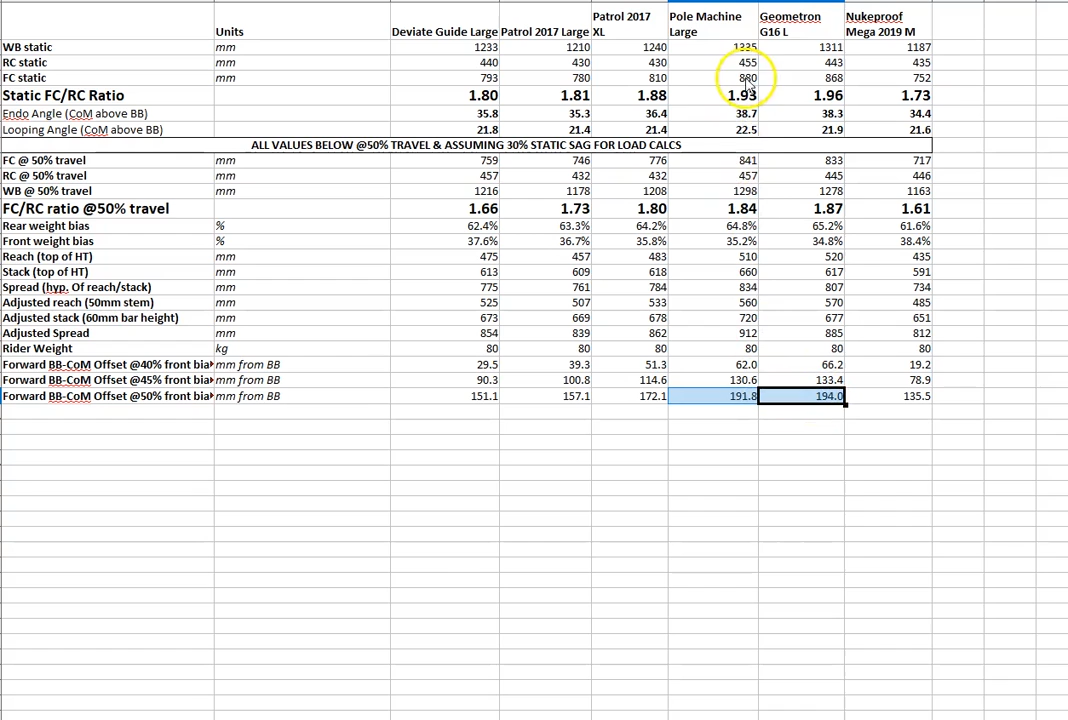 Units Deviate Guide Large Patrol 2017 Large Patrol 2017 XL Pole Machine Large Geometron G16 L Nukeproof Mega 2019 M
WB static mm 1233 1210 1240 1335 1311 1187
RC static mm 440 430 430 455 443 435
FC static mm 793 780 810 880 868 752
Static FC/RC Ratio 1.80 1.81 1.88 1.93 1.96 1.73
Endo Angle (CoM above BB) 35.8 35.3 36.4 38.7 38.3 34.4
Looping Angle (CoM above BB) 21.8 21.4 21.4 22.5 21.9 21.6
ALL VALUES BELOW @50% TRAVEL & ASSUMING 30% STATIC SAG FOR LOAD CALCS
FC @ 50% travel mm 759 746 776 841 833 717
RC @ 50% travel mm 457 432 432 457 445 446
WB @ 50% travel mm 1216 1178 1208 1298 1278 1163
FC/RC ratio @50% travel 1.66 1.73 1.80 1.84 1.87 1.61
Rear weight bias % 62.4% 63.3% 64.2% 64.8% 65.2% 61.6%
Front weight bias % 37.6% 36.7% 35.8% 35.2% 34.8% 38.4%
Reach (top of HT) mm 475 457 483 510 520 435
Stack (top of HT) mm 613 609 618 660 617 591
Spread (hyp. Of reach/stack) mm 775 761 784 834 807 734
Adjusted reach (50mm stem) mm 525 507 533 560 570 485
Adjusted stack (60mm bar height) mm 673 669 678 720 677 651
Adjusted Spread mm 854 839 862 912 885 812
Rider Weight kg 80 80 80 80 80 80
Forward BB-CoM Offset @40% front bia mm from BB 29.5 39.3 51.3 62.0 66.2 19.2
Forward BB-CoM Offset @45% front bia mm from BB 90.3 100.8 114.6 130.6 133.4 78.9
Forward BB-CoM Offset @50% front bia mm from BB 151.1 157.1 172.1 191.8 194.0 135.5